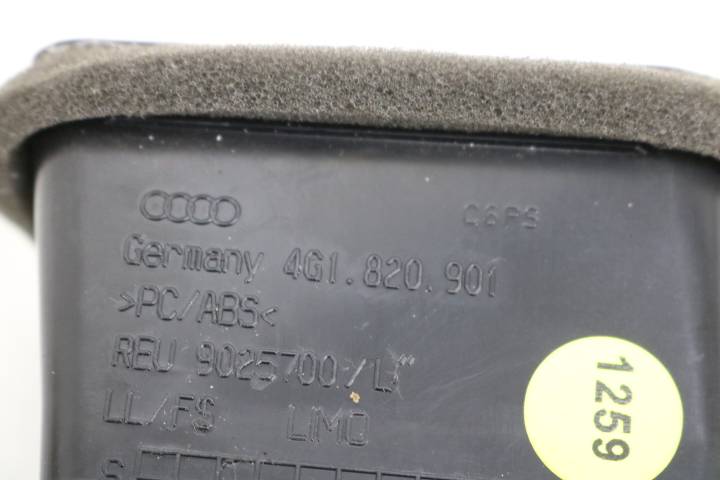 C6PS
Germany 4G1.820.901
>PC/ABS<
REU 9025700/L
LL/FS LIMO
1259
S